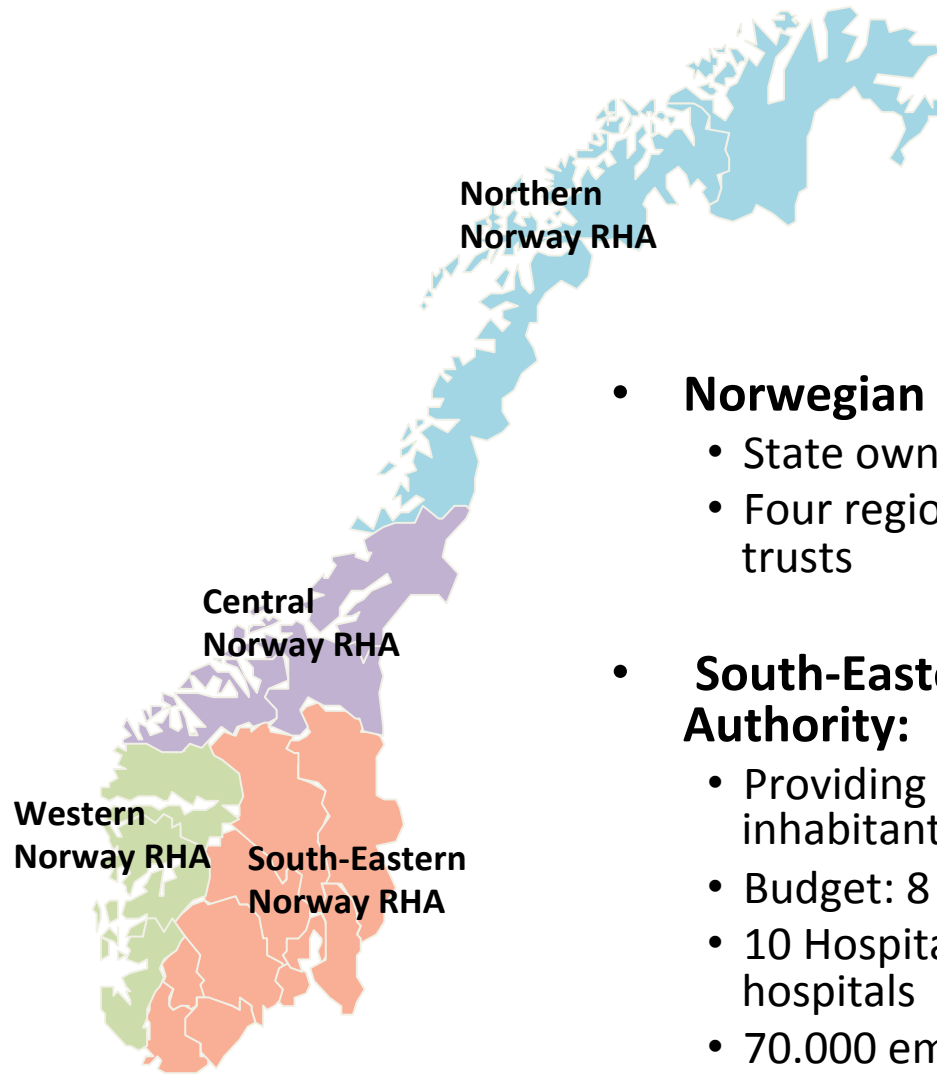 Northern
Norway RHA
Central
Norway RHA
Western
Norway RHA
South-Eastern
Norway RHA
• Norwegian
• State own
• Four regio
trusts
• South-Easte
Authority:
• Providing
inhabitant
• Budget: 8
• 10 Hospita
hospitals
• 70.000 em